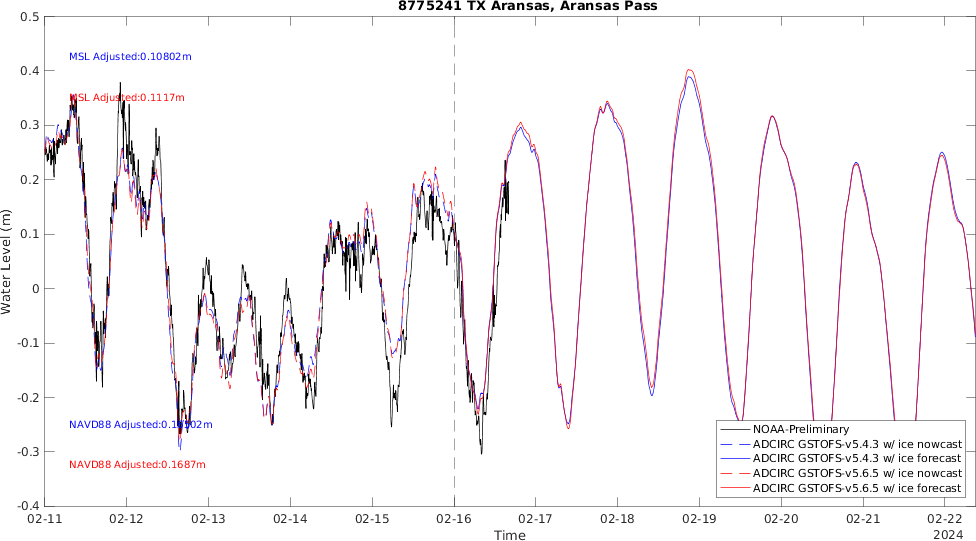 8775241 TX Aransas, Aransas Pass
0.5
0.4
0.3
0.2
0.1
0
-0.1
-0.2
-0.3
-0.4
Water Level (m)
MSL Adjusted:0.10802m
MSL Adjusted:0.1117m
NAVD88 Adjusted:
NAVD88 Adjusted:0.1687m
NOAA-Preliminary
ADCIRC GSTOFS-v5.4.3 w/ ice nowcast
ADCIRC GSTOFS-v5.4.3 w/ ice forecast
ADCIRC GSTOFS-v5.6.5 w/ ice nowcast
ADCIRC GSTOFS-v5.6.5 w/ ice forecast
02-11 02-12 02-13 02-14 02-15 02-16 02-17 02-18 02-19 02-20 02-21 02-22
2024
Time